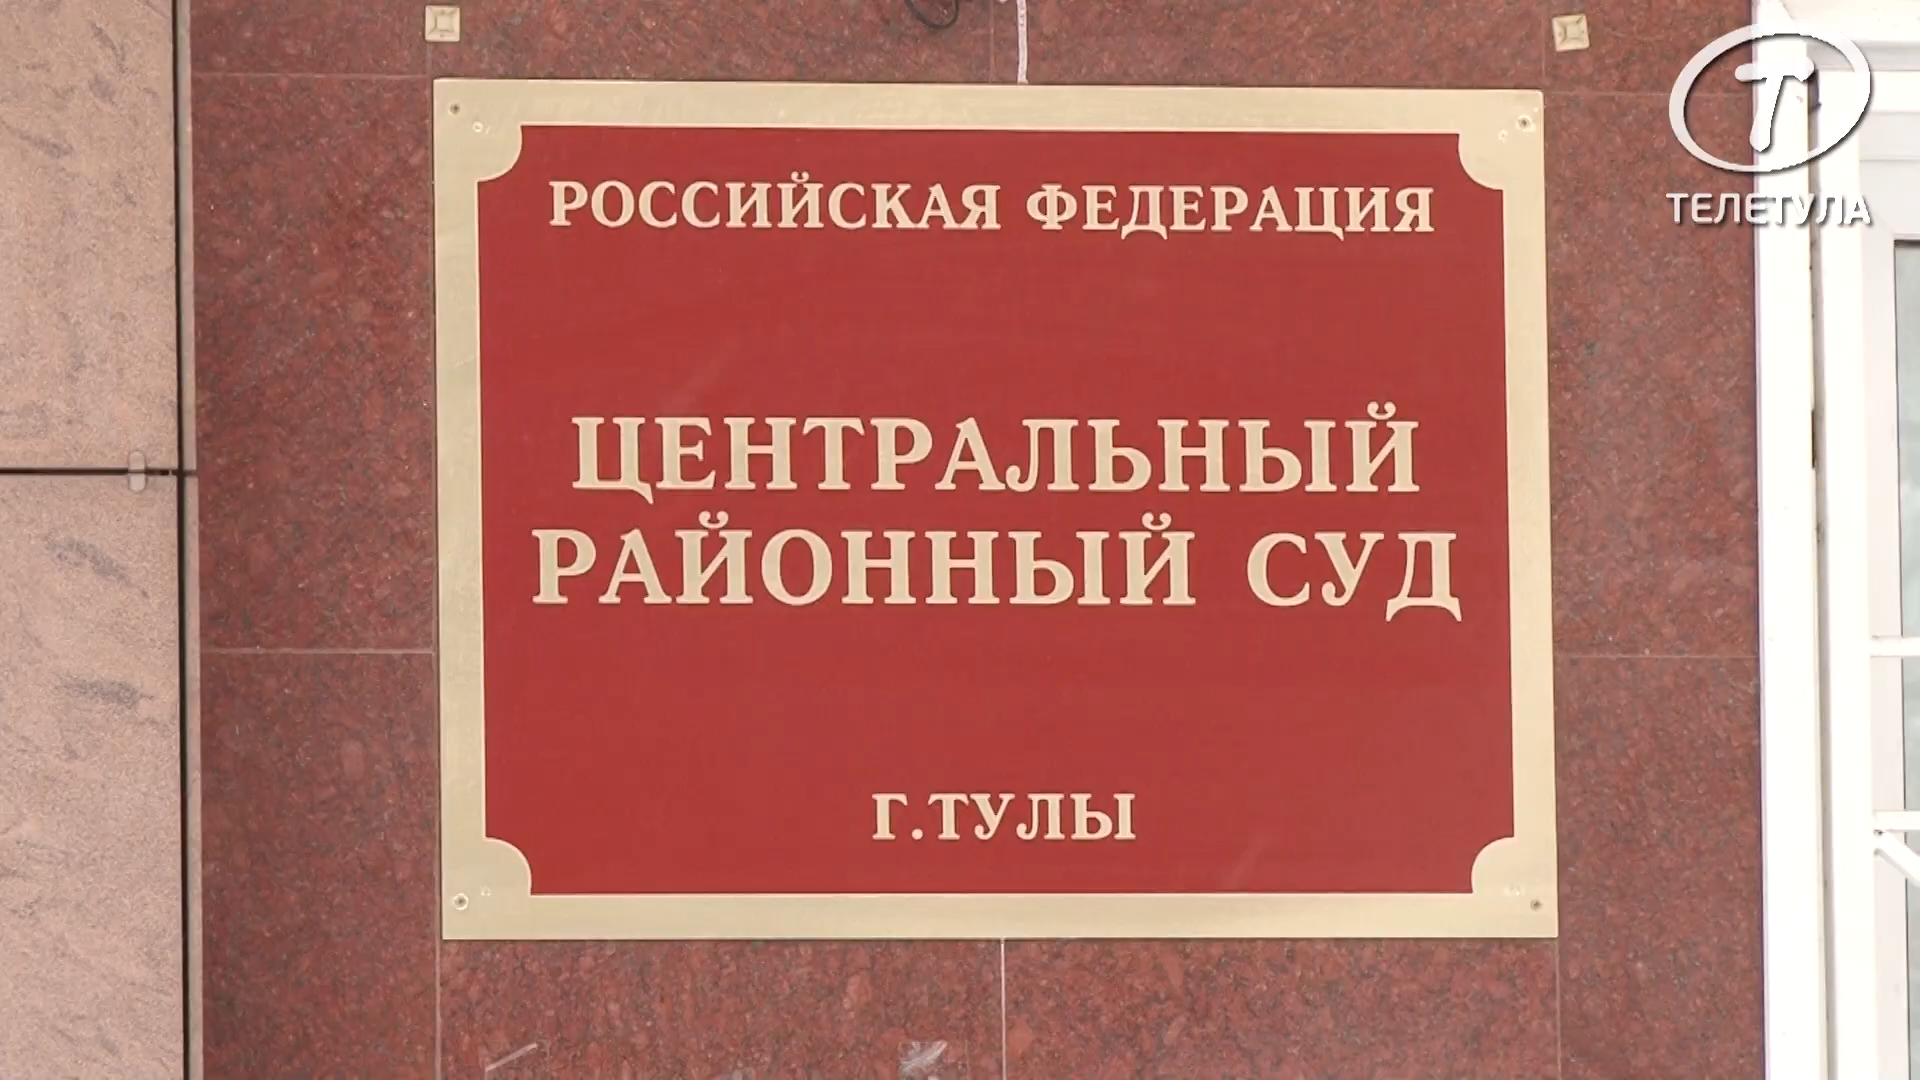 РОССИЙСКАЯ ФЕДЕРАЦИЯ
ЦЕНТРАЛЬНЫЙ
РАЙОННЫЙ СУД
Г.ТУЛЫ
Т
ТЕЛЕТУЛА